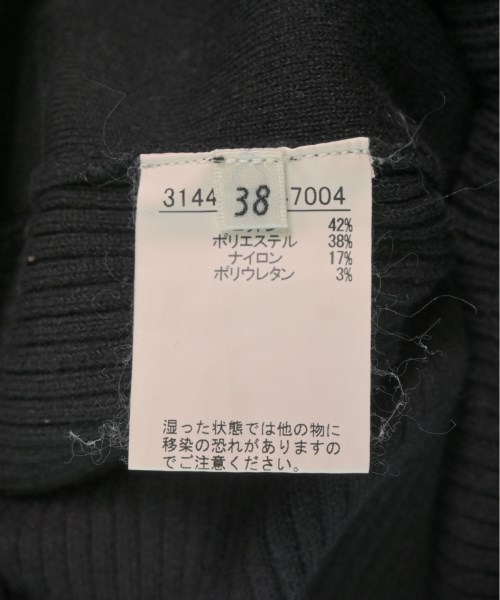 3144
7004
38
42%
ポリエステル 38%
ナイロン 17%
ポリウレタン 3%
湿った状態では他の物に
移染の恐れがありますの
でご注意ください。